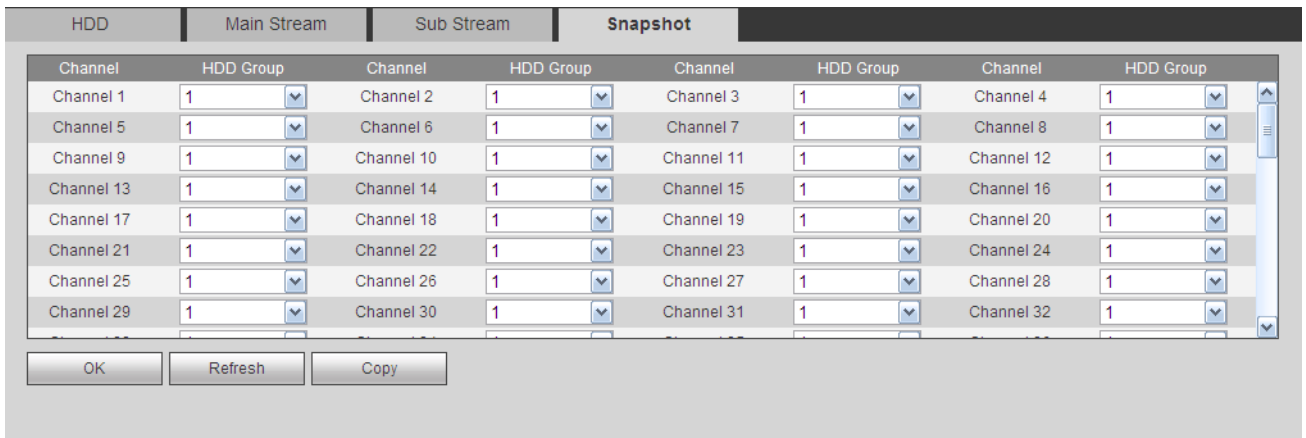 HDD Main Stream Sub Stream Snapshot
Channel HDD Group Channel HDD Group Channel HDD Group Channel HDD Group
Channel 1 1 Channel 2 1 Channel 3 1 Channel 4 1
Channel 5 1 Channel 6 1 Channel 7 1 Channel 8 1
Channel 9 1 Channel 10 1 Channel 11 1 Channel 12 1
Channel 13 1 Channel 14 1 Channel 15 1 Channel 16 1
Channel 17 1 Channel 18 1 Channel 19 1 Channel 20 1
Channel 21 1 Channel 22 1 Channel 23 1 Channel 24 1
Channel 25 1 Channel 26 1 Channel 27 1 Channel 28 1
Channel 29 1 Channel 30 1 Channel 31 1 Channel 32 1
OK Refresh Copy